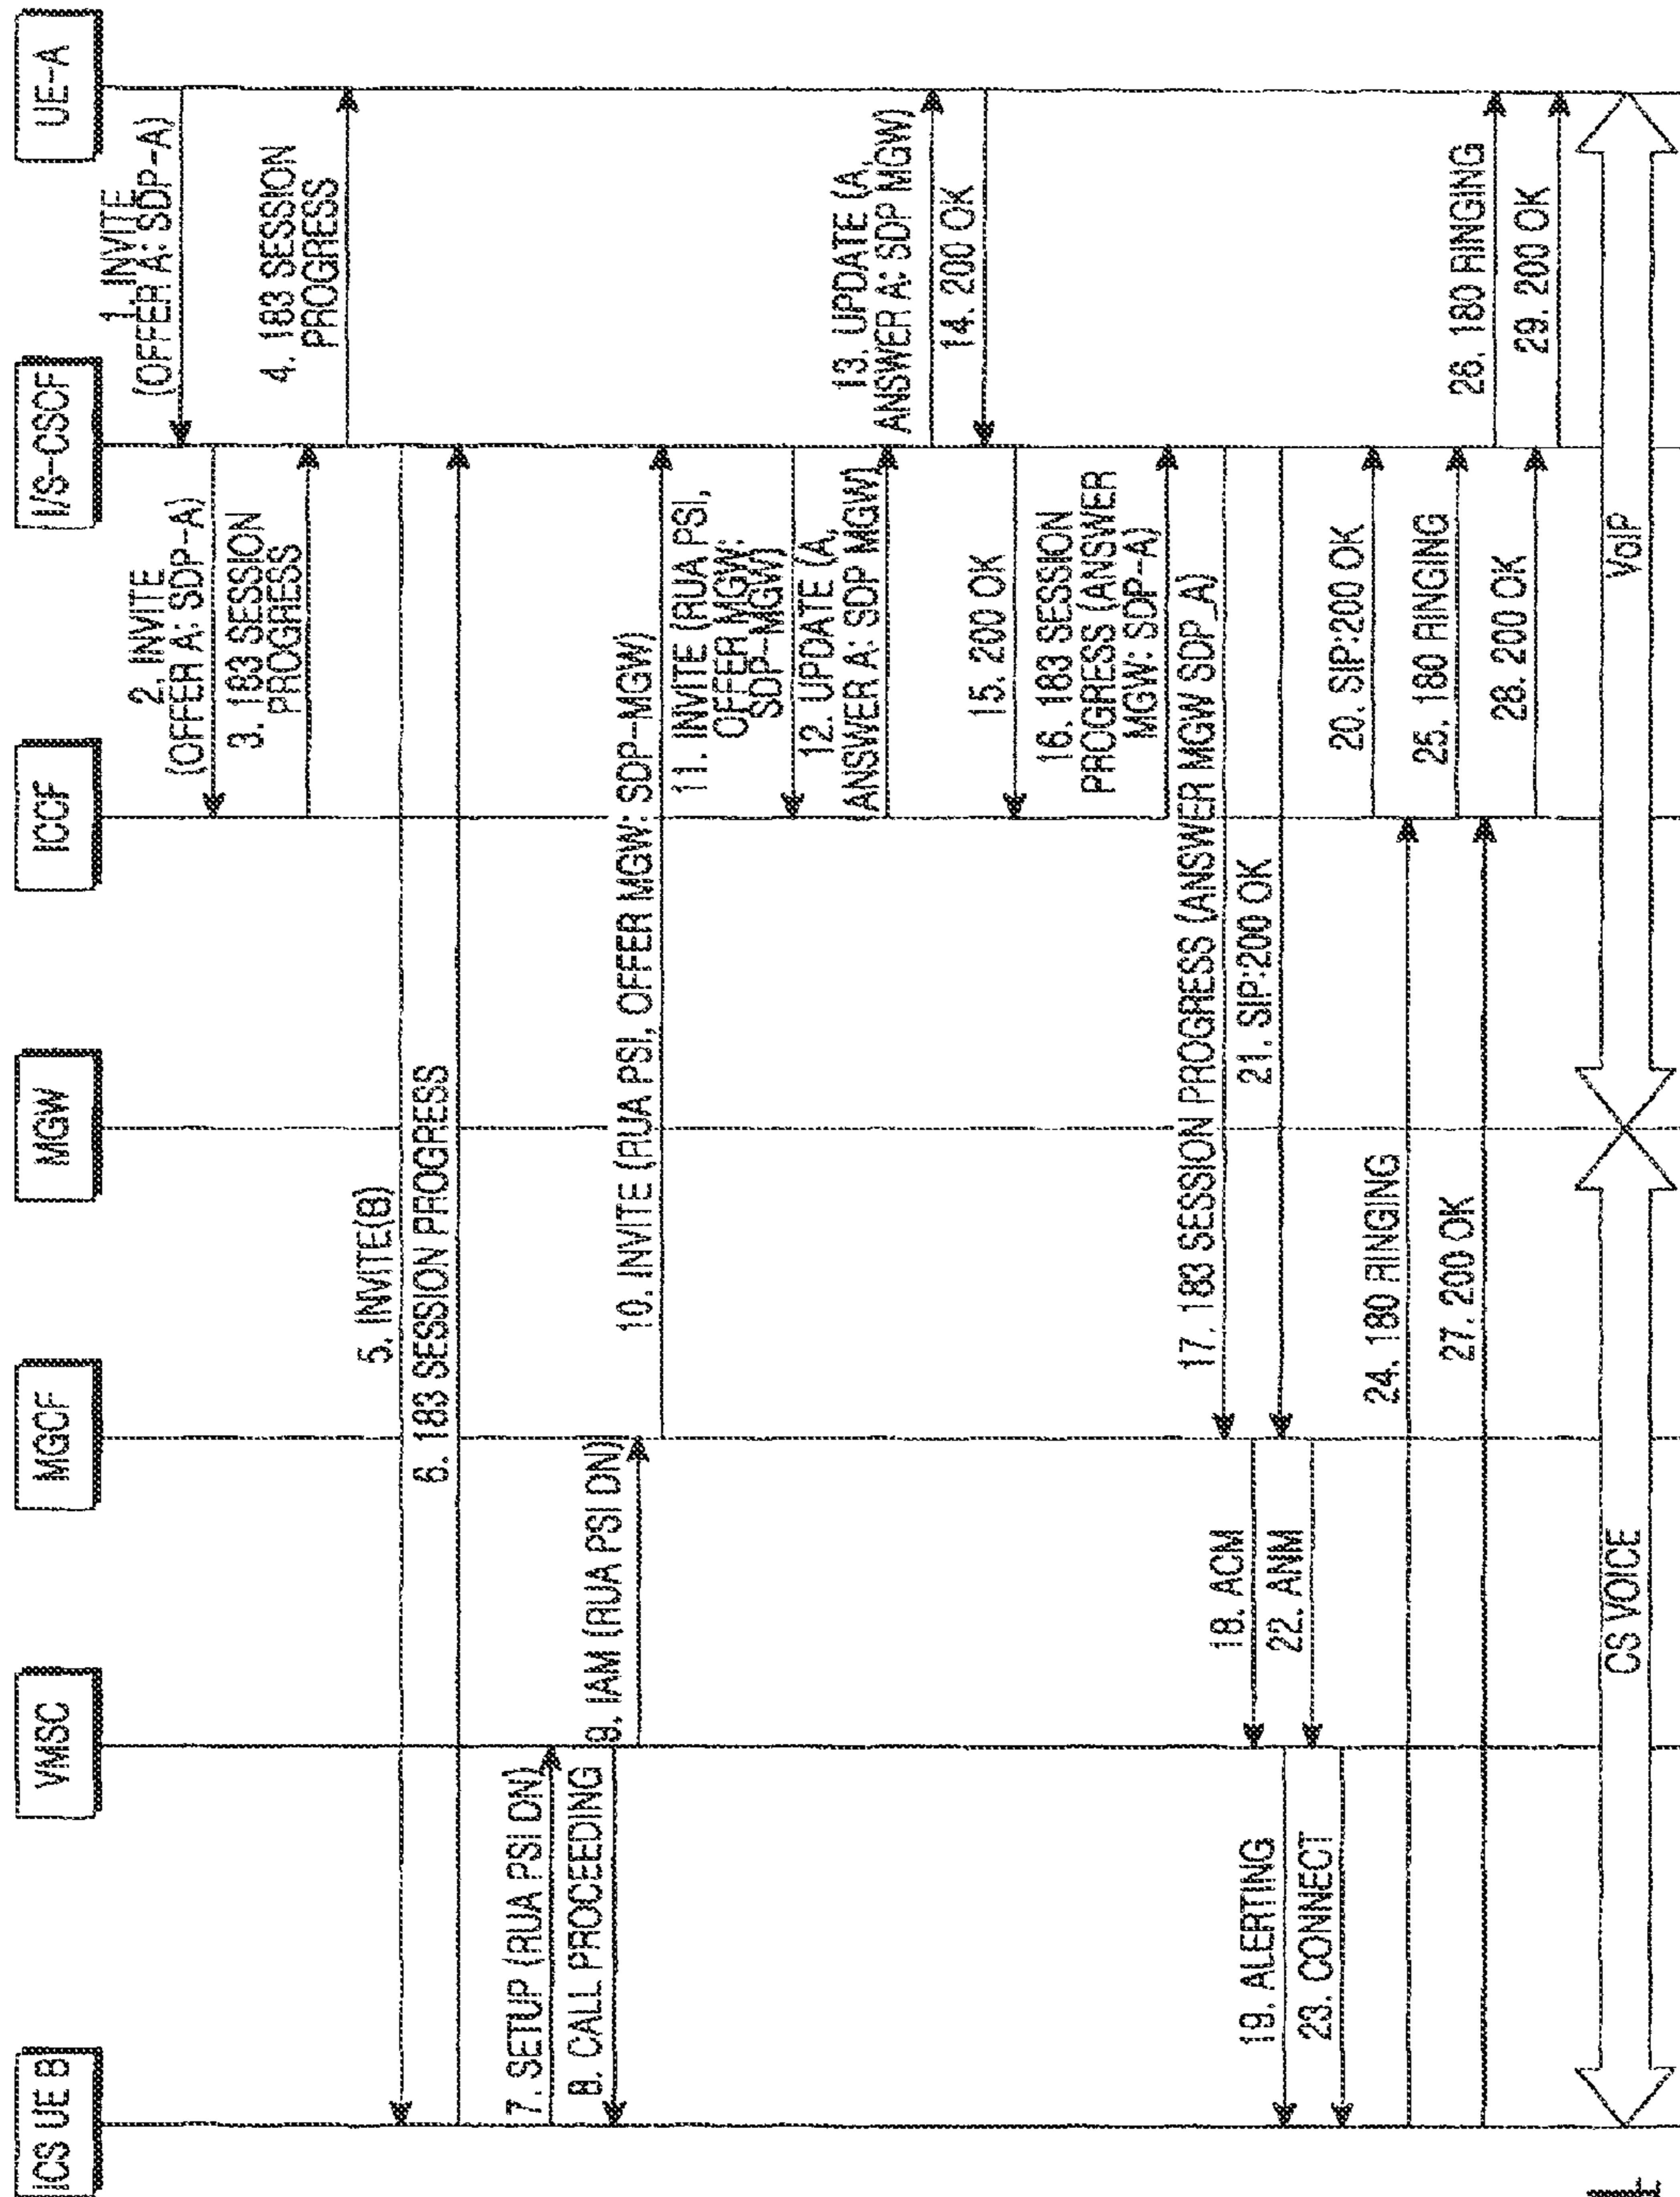 ICS UE B
VMSC
MGCF
MGW
ICCF
I/S-CSCF
UE-A
1. INVITE
(OFFER A: SDP-A)
2. INVITE
(OFFER A: SDP-A)
3. 183 SESSION
PROGRESS
4. 183 SESSION
PROGRESS
5. INVITE(B)
6. 183 SESSION PROGRESS
7. SETUP (RUA PSI DN)
8. CALL PROCEEDING
9. IAM (RUA PSI DN)
10. INVITE (RUA PSI, OFFER MGW: SDP-MGW)
11. INVITE (RUA PSI,
OFFER MGW:
SDP-MGW)
12. UPDATE (A,
ANSWER A: SDP MGW)
13. UPDATE (A,
ANSWER A: SDP MGW)
14. 200 OK
15. 200 OK
16. 183 SESSION
PROGRESS (ANSWER
MGW: SDP-A)
17. 183 SESSION PROGRESS (ANSWER MGW SDP_A)
18. ACM
19. ALERTING
20. SIP:200 OK
21. SIP:200 OK
22. ANM
23. CONNECT
24. 180 RINGING
25. 180 RINGING
26. 180 RINGING
27. 200 OK
28. 200 OK
29. 200 OK
CS VOICE
VoIP